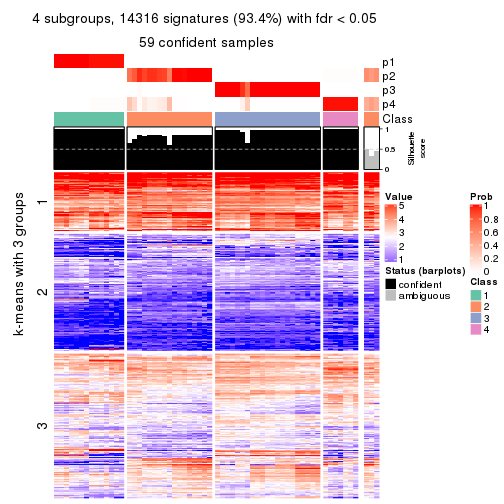 4 subgroups, 14316 signatures (93.4%) with fdr < 0.05
59 confident samples
p1
p2
p3
p4
Class
1
0.5
0
Silhouette
score
k-means with 3 groups
1
2
3
Value
5
4
3
2
1
Status (barplots)
confident
ambiguous
Prob
1
0.8
0.6
0.4
0.2
0
Class
1
2
3
4